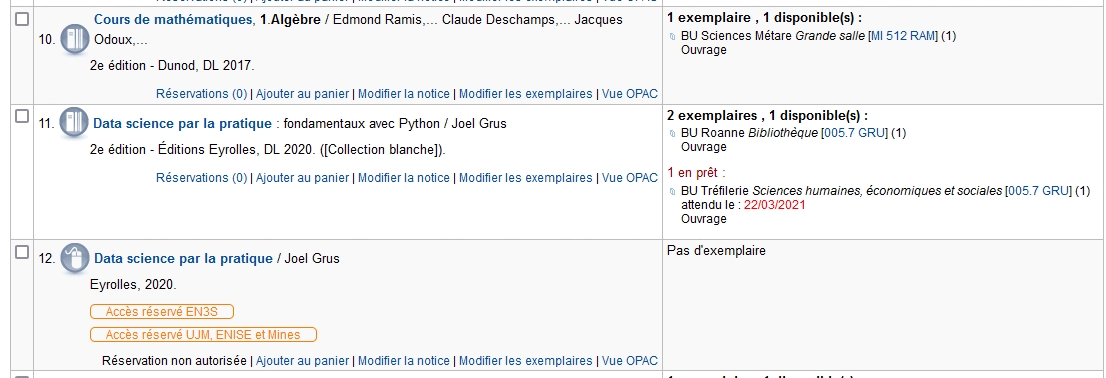 Cours de mathématiques, 1.Algèbre / Edmond Ramis,... Claude Deschamps,... Jacques
10. Odoux,...
2e édition - Dunod, DL 2017.
Réservations (0) | Ajouter au panier | Modifier la notice | Modifier les exemplaires | Vue OPAC
1 exemplaire , 1 disponible(s) :
BU Sciences Métare Grande salle [MI 512 RAM] (1)
Ouvrage
11. Data science par la pratique : fondamentaux avec Python / Joel Grus
2e édition - Éditions Eyrolles, DL 2020. ([Collection blanche]).
Réservations (0) | Ajouter au panier | Modifier la notice | Modifier les exemplaires | Vue OPAC
2 exemplaires , 1 disponible(s) :
BU Roanne Bibliothèque [005.7 GRU] (1)
Ouvrage
1 en prêt :
BU Tréfilerie Sciences humaines, économiques et sociales [005.7 GRU] (1)
attendu le : 22/03/2021
Ouvrage
12. Data science par la pratique / Joel Grus
Eyrolles, 2020.
Accès réservé EN3S
Accès réservé UJM, ENISE et Mines
Réservation non autorisée | Ajouter au panier | Modifier la notice | Modifier les exemplaires | Vue OPAC
Pas d'exemplaire